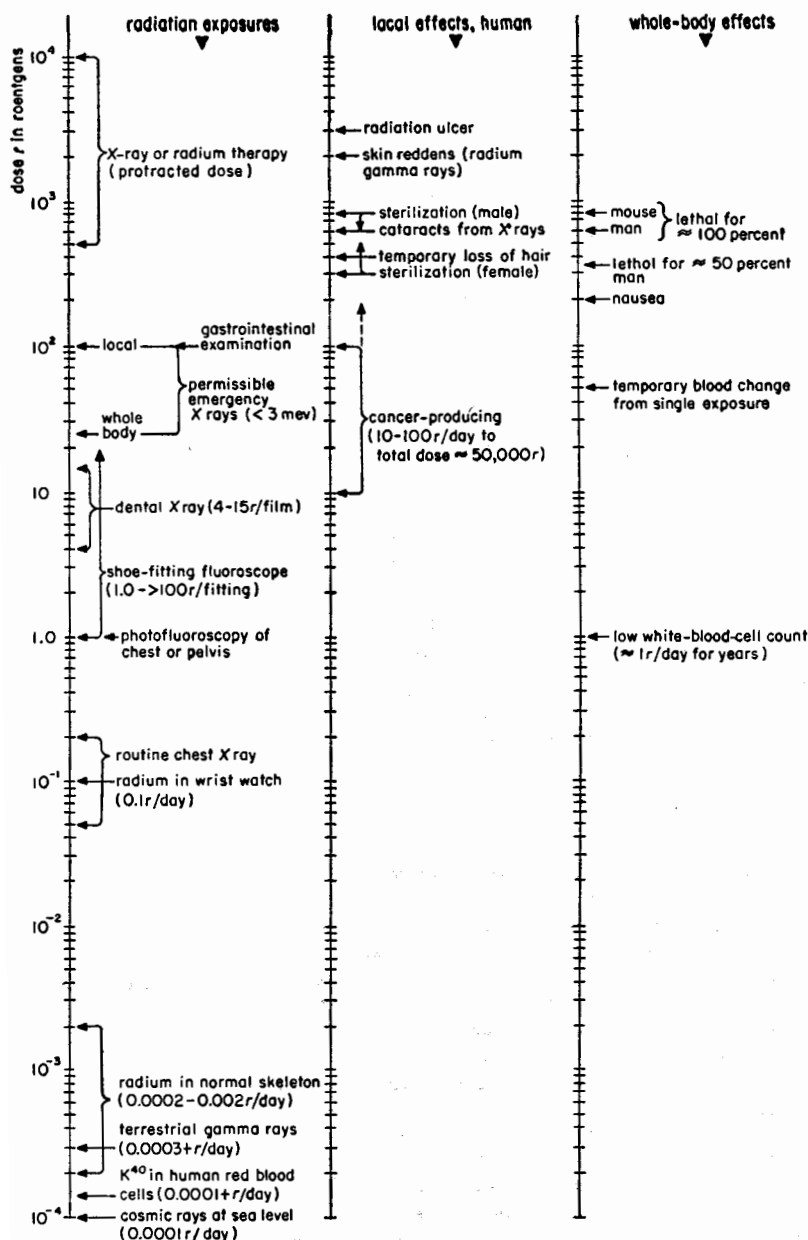 radiation exposures
local effects, human
whole-body effects
dose r in roentgens
10⁴
10³
10²
10
1.0
10⁻¹
10⁻²
10⁻³
10⁻⁴
X-ray or radium therapy
(protracted dose)
local
gastrointestinal
examination
permissible
emergency
X rays (< 3 mev)
whole
body
dental X ray (4-15r/film)
shoe-fitting fluoroscope
(1.0->100r/fitting)
photofluoroscopy of
chest or pelvis
routine chest X ray
radium in wrist watch
(0.1r/day)
radium in normal skeleton
(0.0002-0.002r/day)
terrestrial gamma rays
(0.0003+r/day)
K⁴⁰ in human red blood
cells (0.0001+r/day)
cosmic rays at sea level
(0.0001r/day)
radiation ulcer
skin reddens (radium
gamma rays)
sterilization (male)
cataracts from X rays
temporary loss of hair
sterilization (female)
cancer-producing
(10-100r/day to
total dose ≈ 50,000r)
mouse
man
lethal for
≈ 100 percent
lethol for ≈ 50 percent
man
nausea
temporary blood change
from single exposure
low white-blood-cell count
(≈ 1r/day for years)